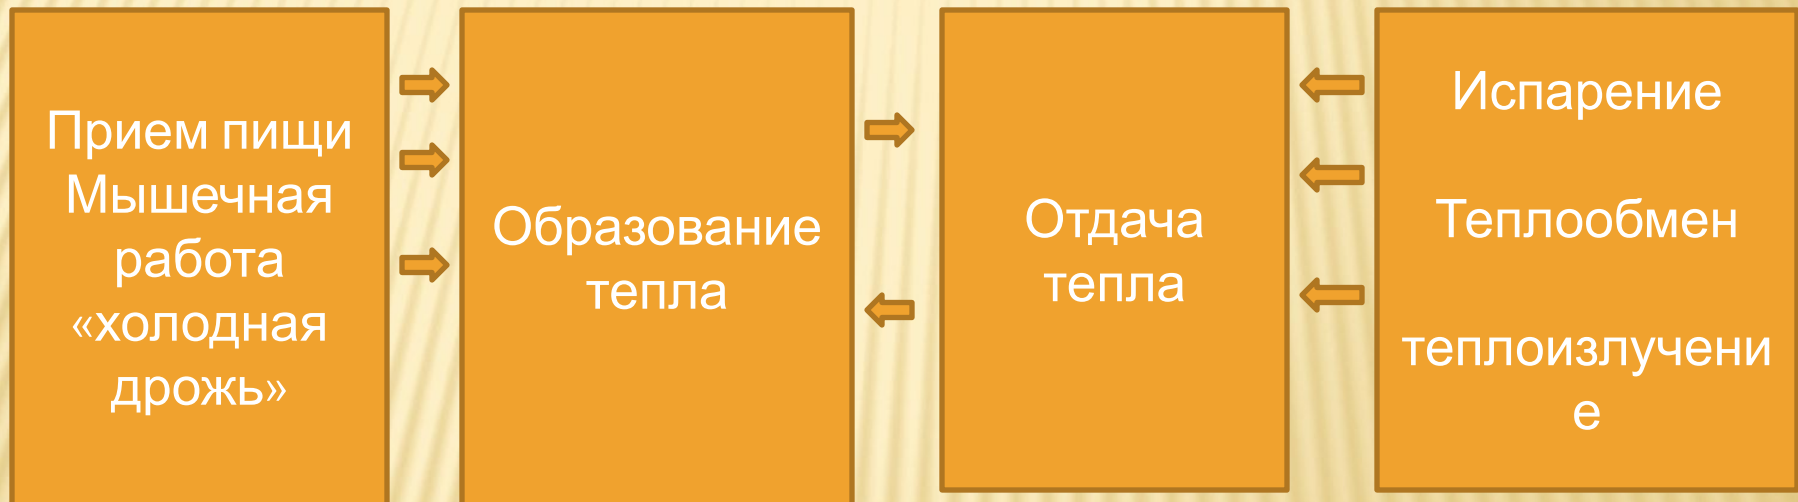 Прием пищи
Мышечная
работа
«холодная
дрожь»
Образование
тепла
Отдача
тепла
Испарение
Теплообмен
теплоизлучени
е